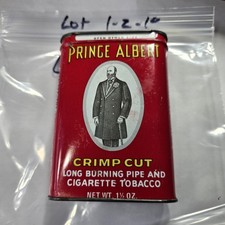 Lot 1-2-10
PRINCE ALBERT
CRIMP CUT
LONG BURNING PIPE AND
CIGARETTE TOBACCO
NET WT. 1½ OZ.